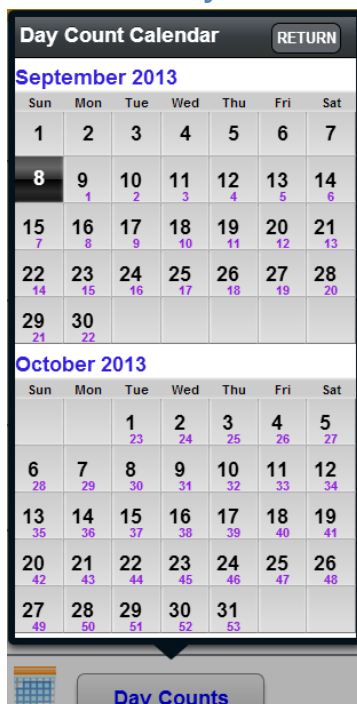 Day Count Calendar RETURN
September 2013
Sun Mon Tue Wed Thu Fri Sat
1 2 3 4 5 6 7
8 9 10 11 12 13 14
1 2 3 4 5 6
15 16 17 18 19 20 21
7 8 9 10 11 12 13
22 23 24 25 26 27 28
14 15 16 17 18 19 20
29 30
21 22
October 2013
Sun Mon Tue Wed Thu Fri Sat
1 2 3 4 5
23 24 25 26 27
6 7 8 9 10 11 12
28 29 30 31 32 33 34
13 14 15 16 17 18 19
35 36 37 38 39 40 41
20 21 22 23 24 25 26
42 43 44 45 46 47 48
27 28 29 30 31
49 50 51 52 53
Day Counts